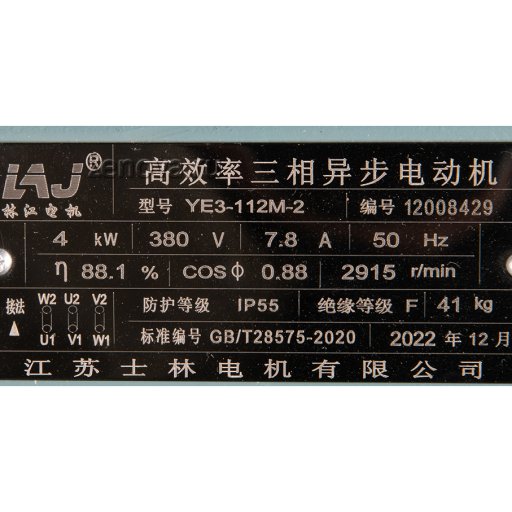 LAJ®
林江电机
高效率三相异步电动机
型号 YE3-112M-2 编号 12008429
4 kW 380 V 7.8 A 50 Hz
η 88.1 % COSϕ 0.88 2915 r/min
接法 W2 U2 V2
▲ U1 V1 W1
防护等级 IP55 绝缘等级 F 41 kg
标准编号 GB/T28575-2020 2022 年 12 月
江苏士林电机有限公司